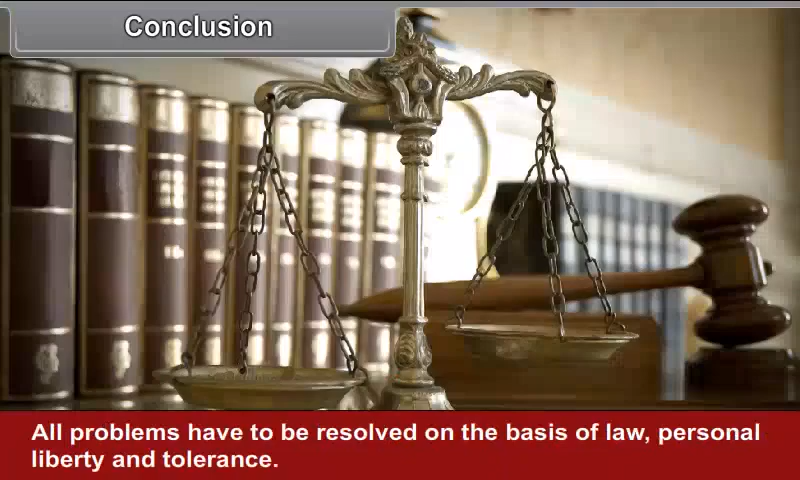 Conclusion
All problems have to be resolved on the basis of law, personal
liberty and tolerance.